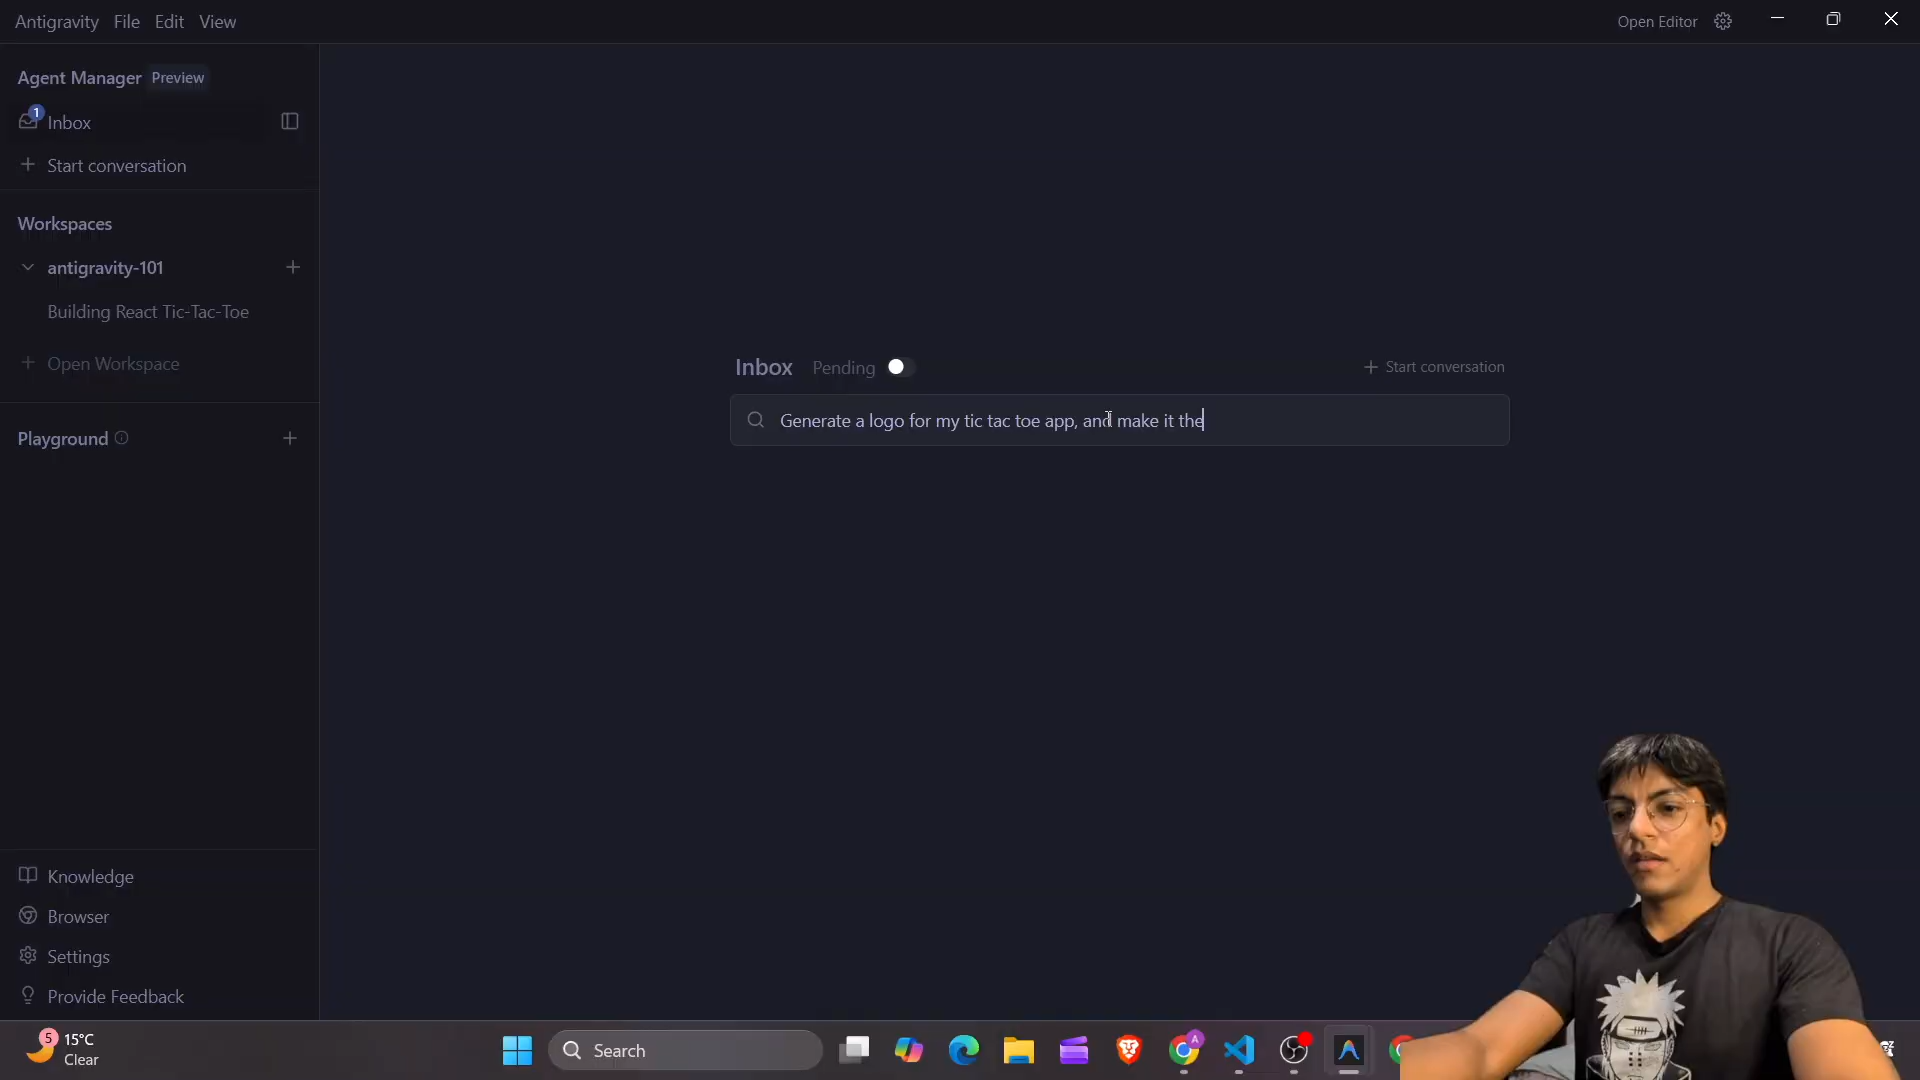 Antigravity File Edit View Open Editor
Agent Manager Preview
1
Inbox
+ Start conversation
Workspaces
antigravity-101 +
Building React Tic-Tac-Toe
+ Open Workspace
Playground +
Inbox Pending + Start conversation
Generate a logo for my tic tac toe app, and make it the
Knowledge
Browser
Settings
Provide Feedback
5
15°C
Clear
Search
A